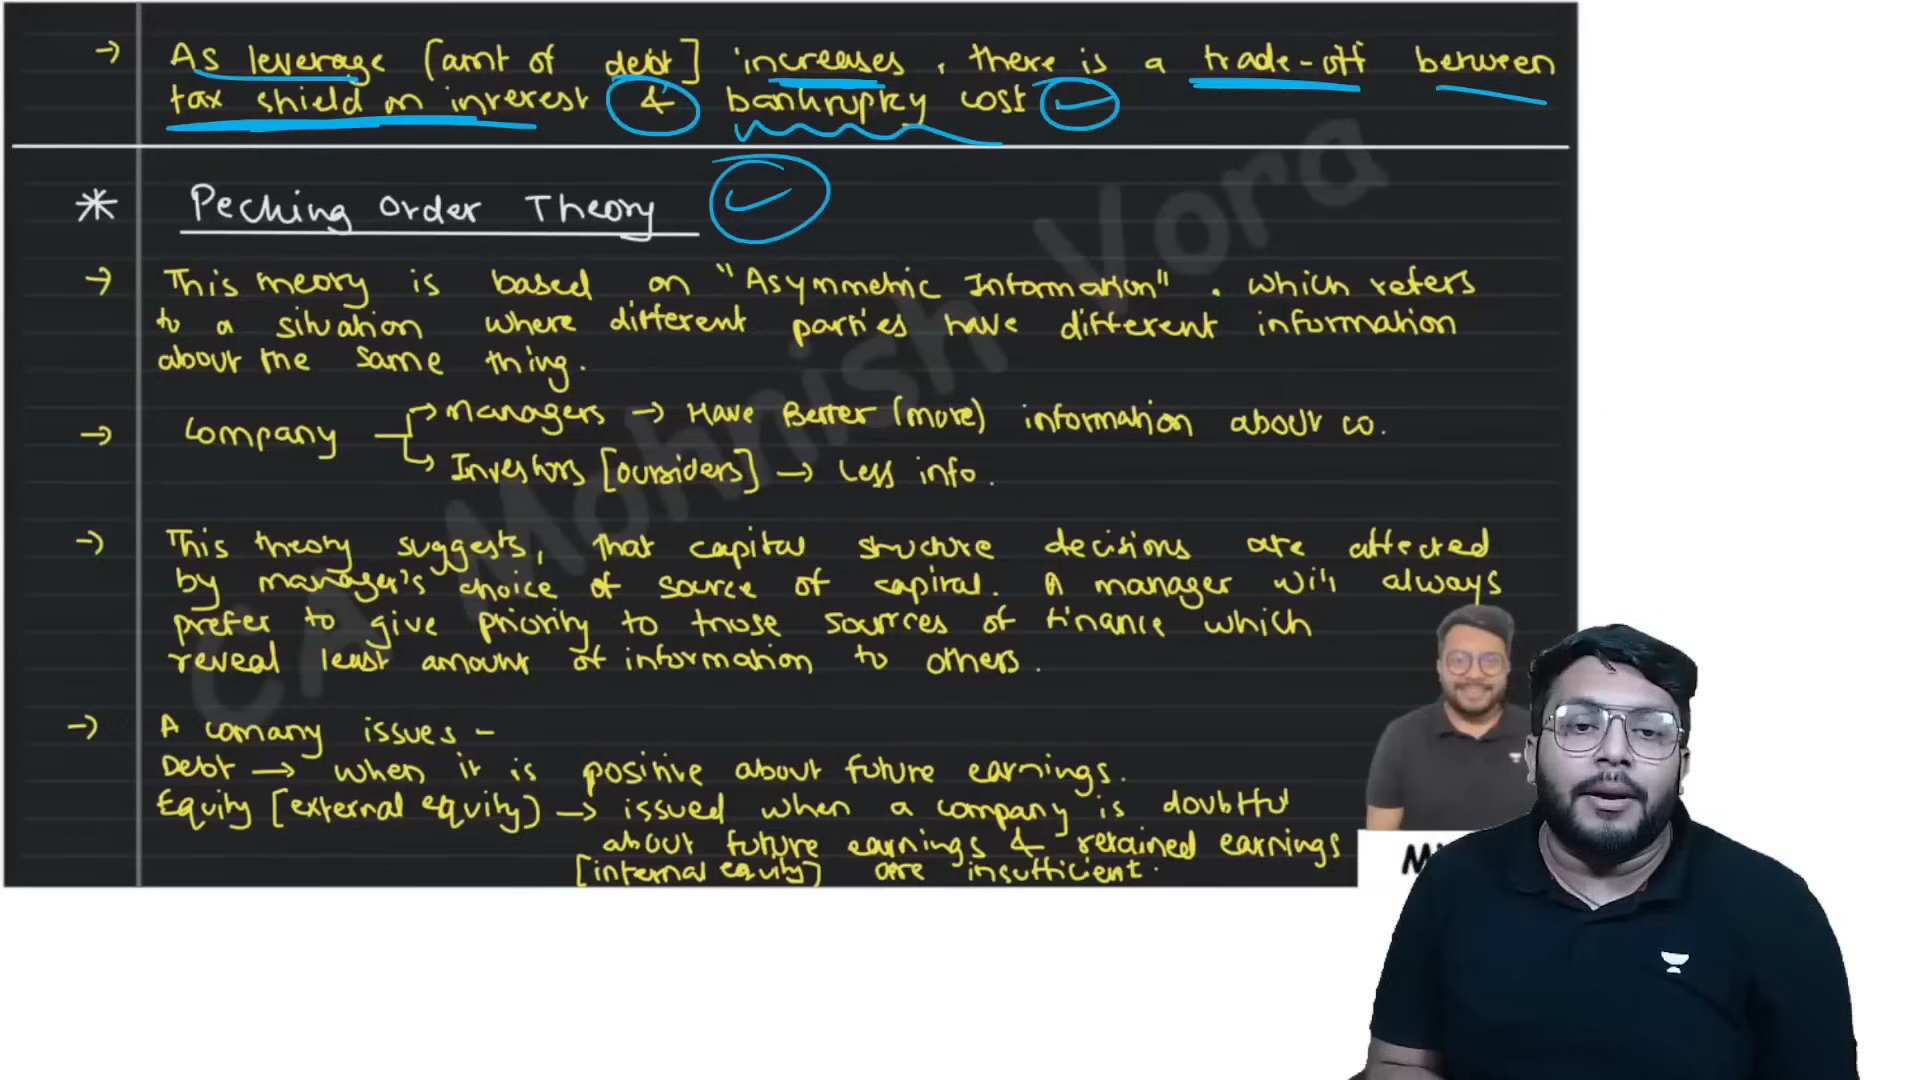 → As leverage [amt of debt] increases, there is a trade-off between
tax shield on interest & bankruptcy cost
* Pecking Order Theory
→ This theory is based on "Asymmetric Information", which refers
to a situation where different parties have different information
about the same thing.
→ Company → Managers → Have Better (more) information about co.
→ Investors [outsiders] → Less info.
→ This theory suggests, that capital structure decisions are affected
by manager's choice of source of capital. A manager will always
prefer to give priority to those sources of finance which
reveal least amount of information to others.
→ A comany issues -
Debt → when it is positive about future earnings.
Equity [external equity) → issued when a company is doubtful
about future earnings & retained earnings
[internal equity] are insufficient.
CA Mohnish Vora